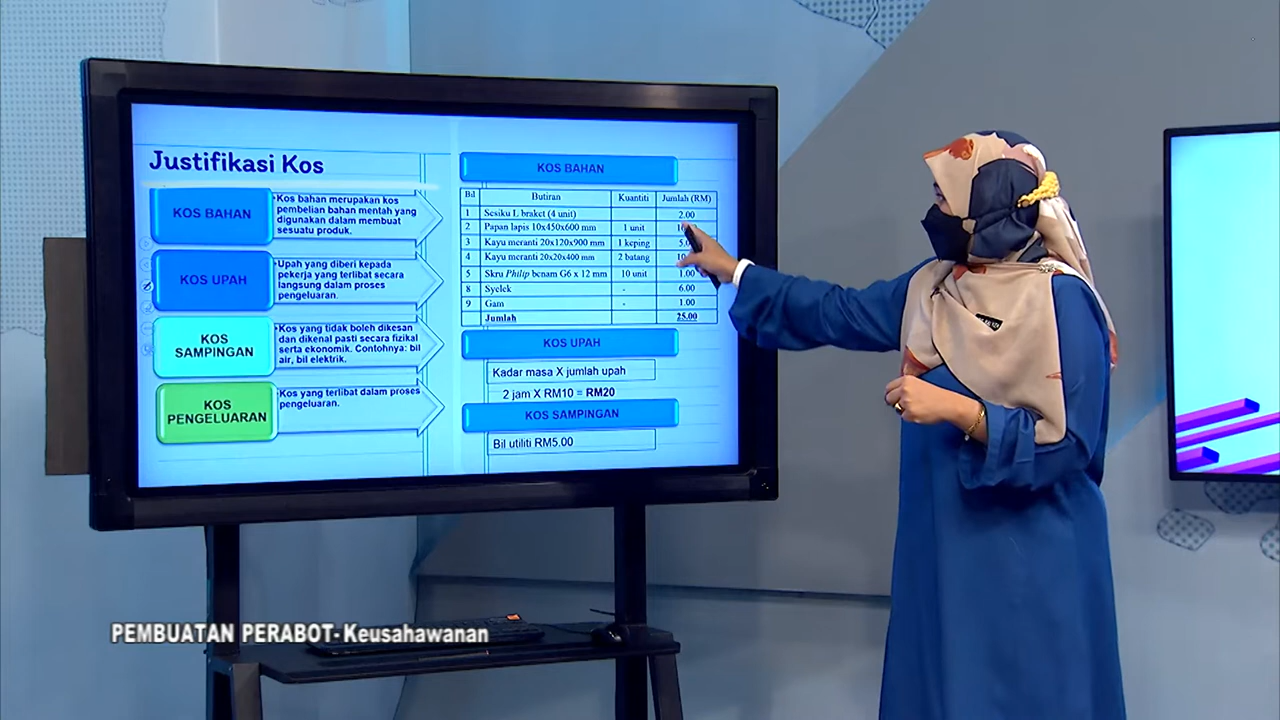 Justifikasi Kos
KOS BAHAN
Kos bahan merupakan kos
pembelian bahan mentah yang
digunakan dalam membuat
sesuatu produk.
KOS UPAH
Upah yang diberi kepada
pekerja yang terlibat secara
langsung dalam proses
pengeluaran.
KOS
SAMPINGAN
Kos yang tidak boleh dikesan
dan dikenal pasti secara fizikal
serta ekonomik. Contohnya: bil
air, bil elektrik.
KOS
PENGELUARAN
Kos yang terlibat dalam proses
pengeluaran.
KOS BAHAN
Bil Butiran Kuantiti Jumlah (RM)
1 Sesiku L braket (4 unit) 2.00
2 Papan lapis 10x450x600 mm 1 unit
3 Kayu meranti 20x120x900 mm 1 keping
4 Kayu meranti 20x20x400 mm 2 batang
5 Skru Philip benam G6 x 12 mm 10 unit 1.00
8 Syelek - 6.00
9 Gam - 1.00
Jumlah 25.00
KOS UPAH
Kadar masa X jumlah upah
2 jam X RM10 = RM20
KOS SAMPINGAN
Bil utiliti RM5.00
PEMBUATAN PERABOT- Keusahawanan